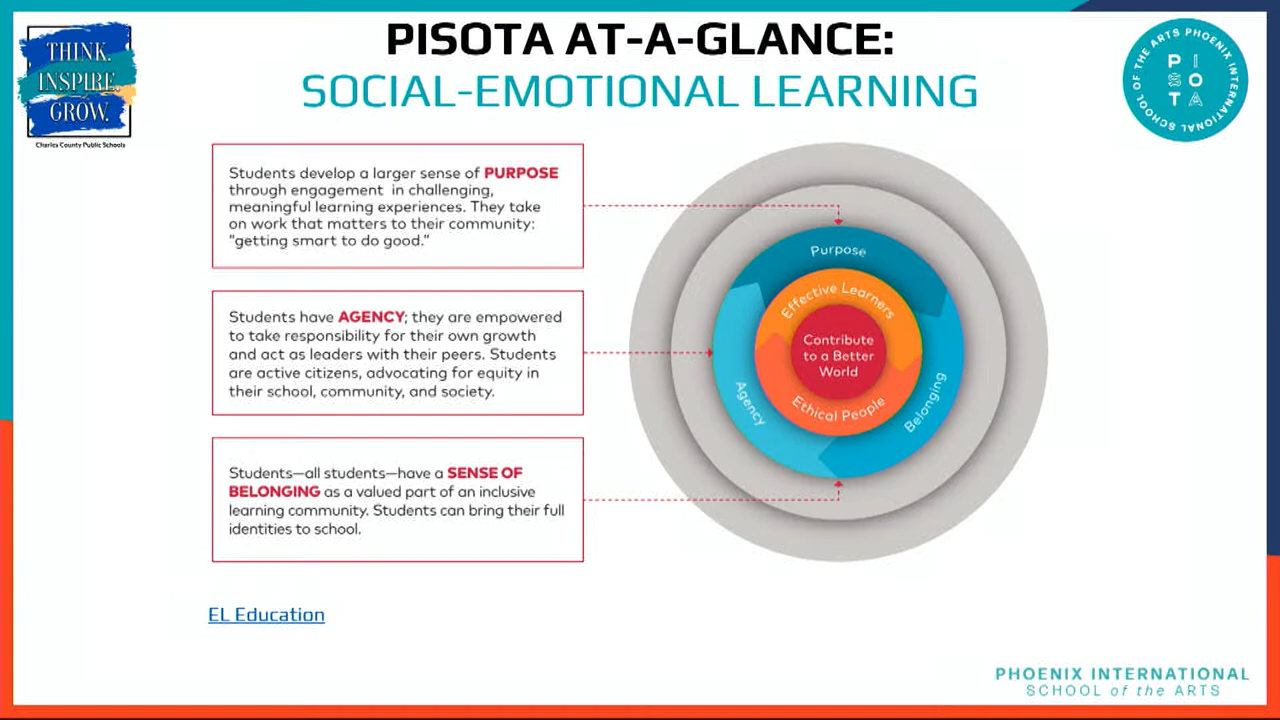 THINK.
INSPIRE.
GROW.
Charles County Public Schools
PISOTA AT-A-GLANCE:
SOCIAL-EMOTIONAL LEARNING
PHOENIX INTERNATIONAL SCHOOL OF THE ARTS
P I
S O
T A
Students develop a larger sense of PURPOSE
through engagement in challenging,
meaningful learning experiences. They take
on work that matters to their community:
“getting smart to do good.”
Students have AGENCY; they are empowered
to take responsibility for their own growth
and act as leaders with their peers. Students
are active citizens, advocating for equity in
their school, community, and society.
Students—all students—have a SENSE OF
BELONGING as a valued part of an inclusive
learning community. Students can bring their full
identities to school.
Purpose
Effective Learners
Contribute
to a Better
World
Ethical People
Agency
Belonging
EL Education
PHOENIX INTERNATIONAL
SCHOOL of the ARTS